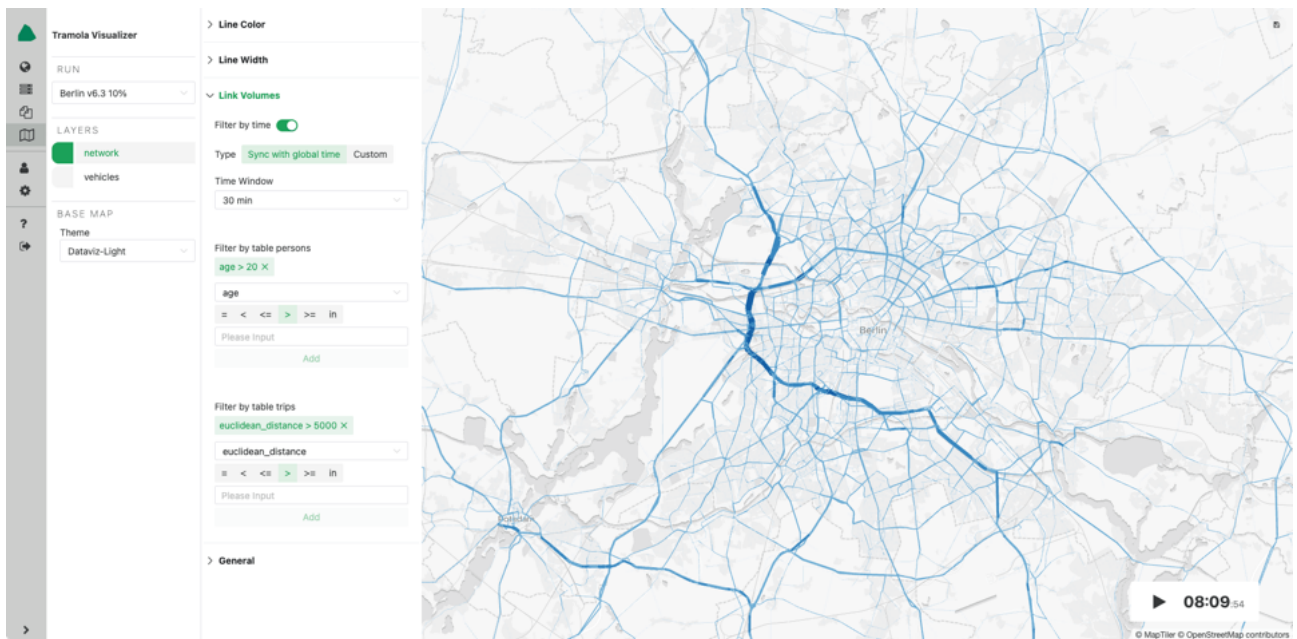 Tramola Visualizer
RUN
Berlin v6.3 10%
LAYERS
network
vehicles
BASE MAP
Theme
Dataviz-Light
?
Line Color
Line Width
Link Volumes
Filter by time
Type Sync with global time Custom
Time Window
30 min
Filter by table persons
age > 20 ×
age
= < <= > >= in
Please Input
Add
Filter by table trips
euclidean_distance > 5000 ×
euclidean_distance
= < <= > >= in
Please Input
Add
General
Berlin
Potsdam
08:09:54
© MapTiler © OpenStreetMap contributors